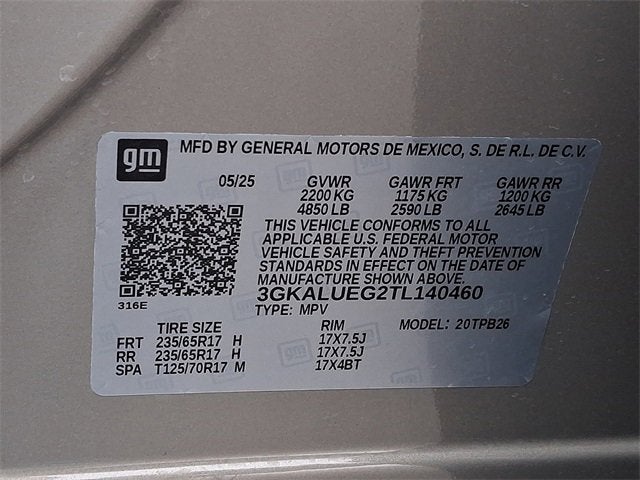 gm MFD BY GENERAL MOTORS DE MEXICO, S. DE R.L. DE C.V.
05/25 GVWR GAWR FRT GAWR RR
2200 KG 1175 KG 1200 KG
4850 LB 2590 LB 2645 LB
THIS VEHICLE CONFORMS TO ALL
APPLICABLE U.S. FEDERAL MOTOR
VEHICLE SAFETY AND THEFT PREVENTION
STANDARDS IN EFFECT ON THE DATE OF
MANUFACTURE SHOWN ABOVE.
316E 3GKALUEG2TL140460
TYPE: MPV
TIRE SIZE RIM MODEL: 20TPB26
FRT 235/65R17 H 17X7.5J
RR 235/65R17 H 17X7.5J
SPA T125/70R17 M 17X4BT